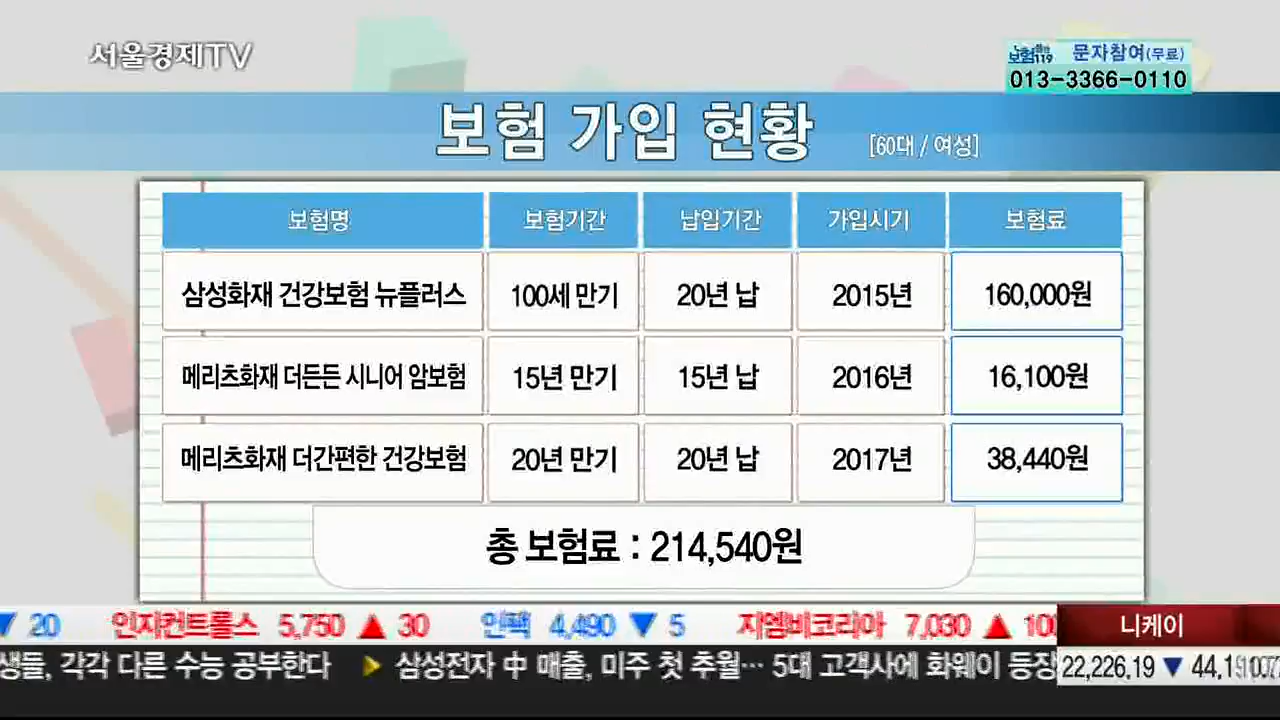 서울경제TV
보험119 문자참여(무료)
013-3366-0110
보험 가입 현황 [60대 / 여성]
보험명 보험기간 납입기간 가입시기 보험료
삼성화재 건강보험 뉴플러스 100세 만기 20년 납 2015년 160,000원
메리츠화재 더든든 시니어 암보험 15년 만기 15년 납 2016년 16,100원
메리츠화재 더간편한 건강보험 20년 만기 20년 납 2017년 38,440원
총 보험료 : 214,540원
▼ 20 인지컨트롤스 5,750 ▲ 30 인팩 4,490 ▼ 5 지엠비코리아 7,030 ▲ 니케이
생들, 각각 다른 수능 공부한다 ▶ 삼성전자 中 매출, 미주 첫 추월… 5대 고객사에 화웨이 등장 22,226.19 ▼